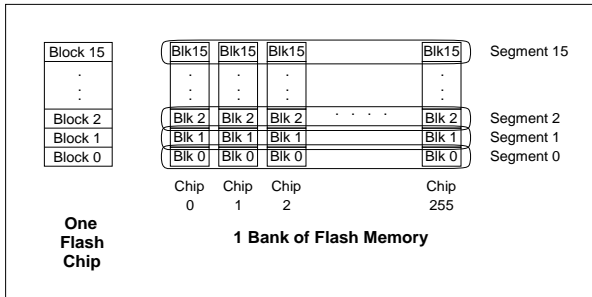 Block 15 Blk15 Blk15 Blk15 Blk15 Segment 15
Block 2 Blk 2 Blk 2 Blk 2 Blk 2 Segment 2
Block 1 Blk 1 Blk 1 Blk 1 Blk 1 Segment 1
Block 0 Blk 0 Blk 0 Blk 0 Blk 0 Segment 0
Chip Chip Chip Chip
0 1 2 255
One
Flash
Chip
1 Bank of Flash Memory